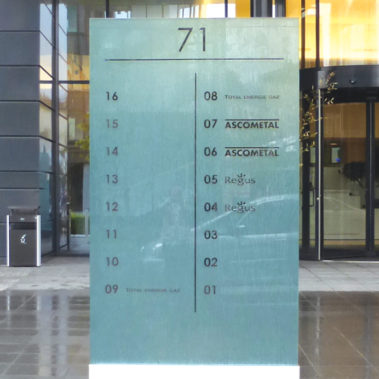 71
16
15
14
13
12
11
10
09 TOTAL ENERGIE GAZ
08 TOTAL ENERGIE GAZ
07 ASCOMETAL
06 ASCOMETAL
05 Regus
04 Regus
03
02
01